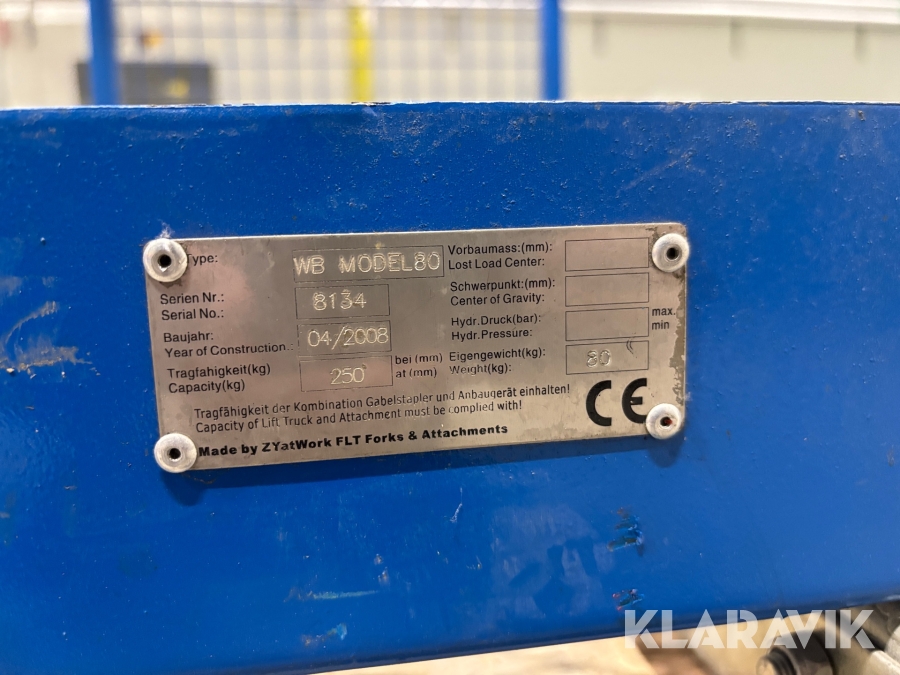 Type: WB MODEL80
Serien Nr.:
Serial No.: 8134
Baujahr:
Year of Construction.: 04/2008
Tragfahigkeit(kg)
Capacity(kg) 250 bei (mm)
at (mm)
Vorbaumass:(mm):
Lost Load Center:
Schwerpunkt:(mm)
Center of Gravity:
Hydr.Druck(bar): max.
Hydr.Pressure: min
Eigengewicht(kg):
Weight(kg): 80
Tragfähigkeit der Kombination Gabelstapler und Anbaugerät einhalten!
Capacity of Lift Truck and Attachment must be complied with!
CE
Made by ZYatWork FLT Forks & Attachments
KLARAVIK